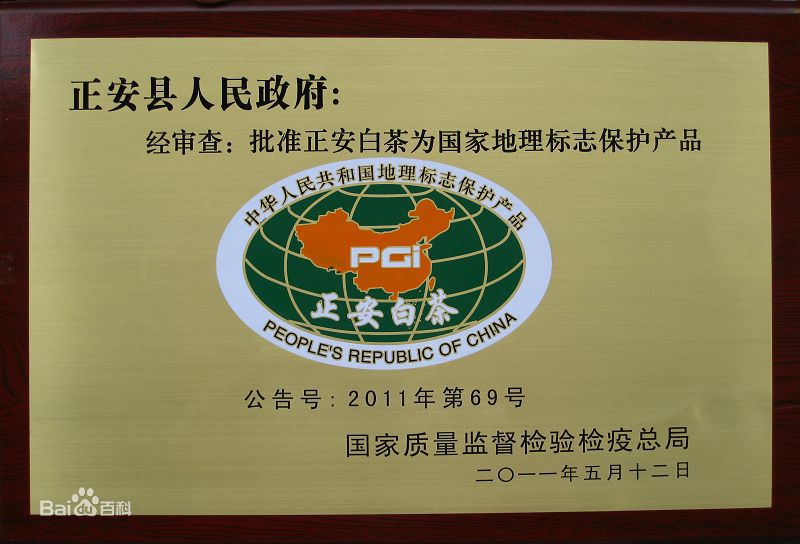 正安县人民政府：
经审查：批准正安白茶为国家地理标志保护产品
中华人民共和国地理标志保护产品
PGi
正安白茶
PEOPLE'S REPUBLIC OF CHINA
公告号：2011年第69号
国家质量监督检验检疫总局
二〇一一年五月十二日
Baidu百科